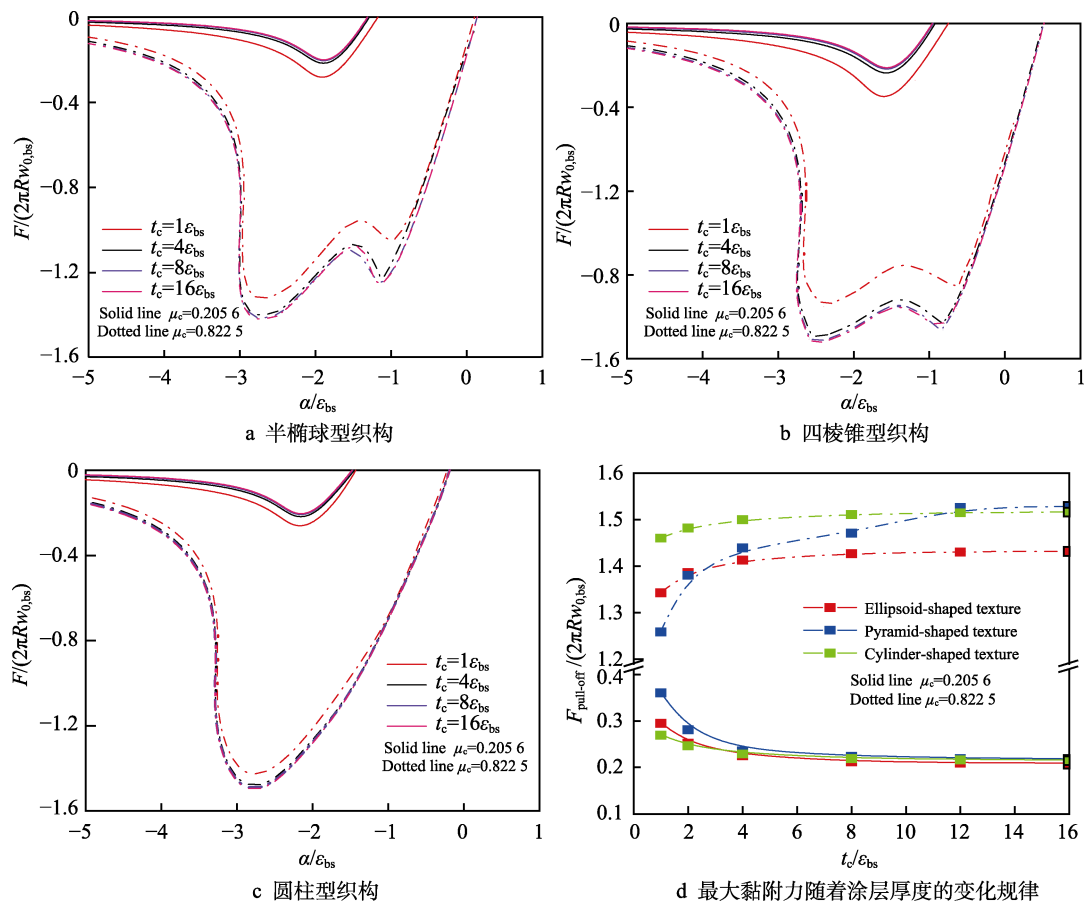 0
−0.4
−0.8
−1.2
−1.6
F/(2πRw0,bs)
tc=1εbs
tc=4εbs
tc=8εbs
tc=16εbs
Solid line μc=0.205 6
Dotted line μc=0.822 5
−5 −4 −3 −2 −1 0 1
α/εbs
a 半椭球型织构
0
−0.4
−1.2
−0.8
−1.6
F/(2πRw0,bs)
tc=1εbs
tc=4εbs
tc=8εbs
tc=16εbs
Solid line μc=0.205 6
Dotted line μc=0.822 5
−5 −4 −3 −2 −1 0 1
α/εbs
b 四棱锥型织构
0
−0.4
−0.8
−1.2
−1.6
F/(2πRw0,bs)
tc=1εbs
tc=4εbs
tc=8εbs
tc=16εbs
Solid line μc=0.205 6
Dotted line μc=0.822 5
−5 −4 −3 −2 −1 0 1
α/εbs
c 圆柱型织构
1.6
1.5
1.4
1.3
1.2
0.4
0.3
0.2
0.1
Fpull-off/(2πRw0,bs)
Ellipsoid-shaped texture
Pyramid-shaped texture
Cylinder-shaped texture
Solid line μc=0.205 6
Dotted line μc=0.822 5
0 2 4 6 8 10 12 14 16
tc/εbs
d 最大黏附力随着涂层厚度的变化规律